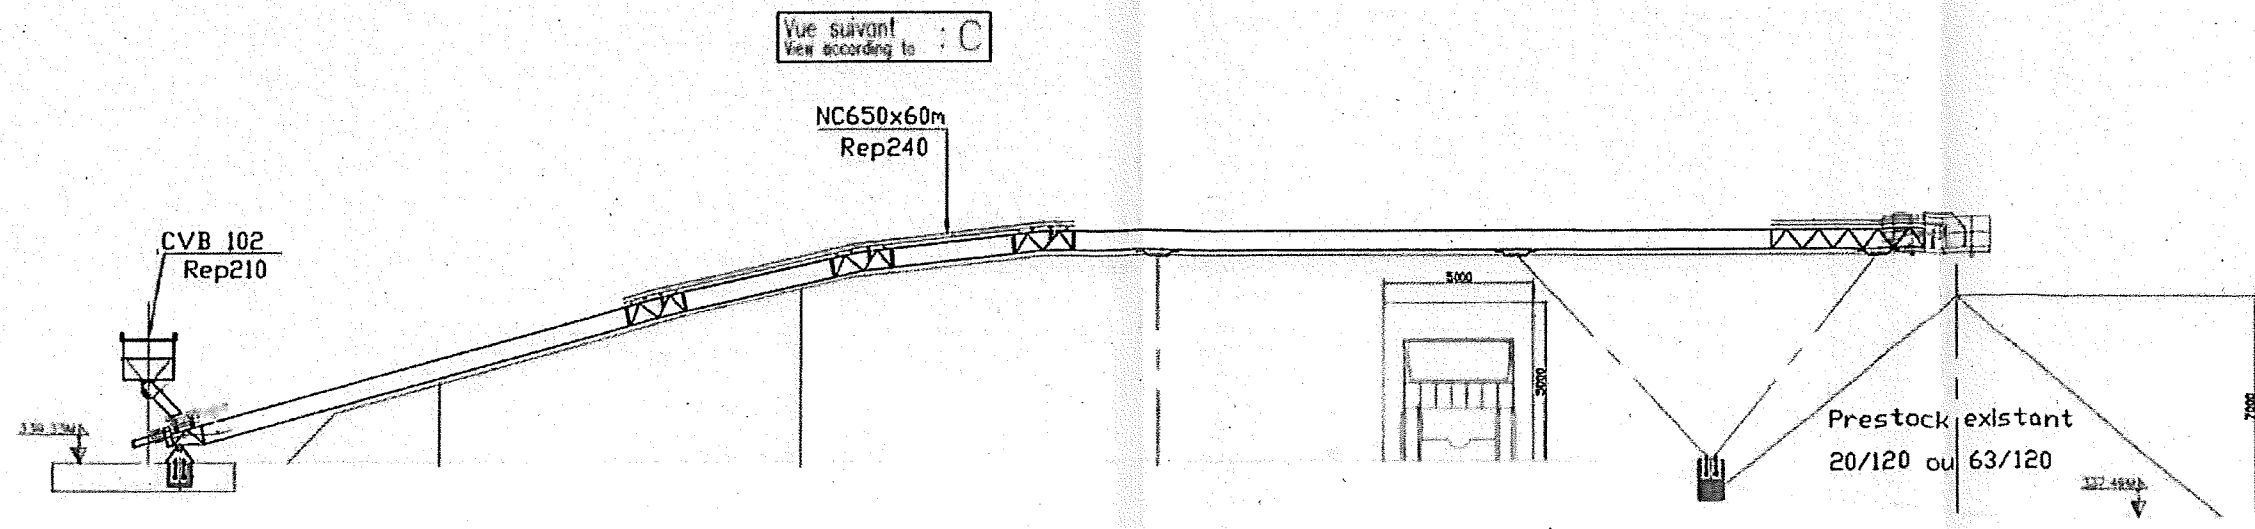 Vue suivant
View according to : C
NC650x60m
Rep240
CVB 102
Rep210
5000
5000
7000
Prestock existant
20/120 ou 63/120